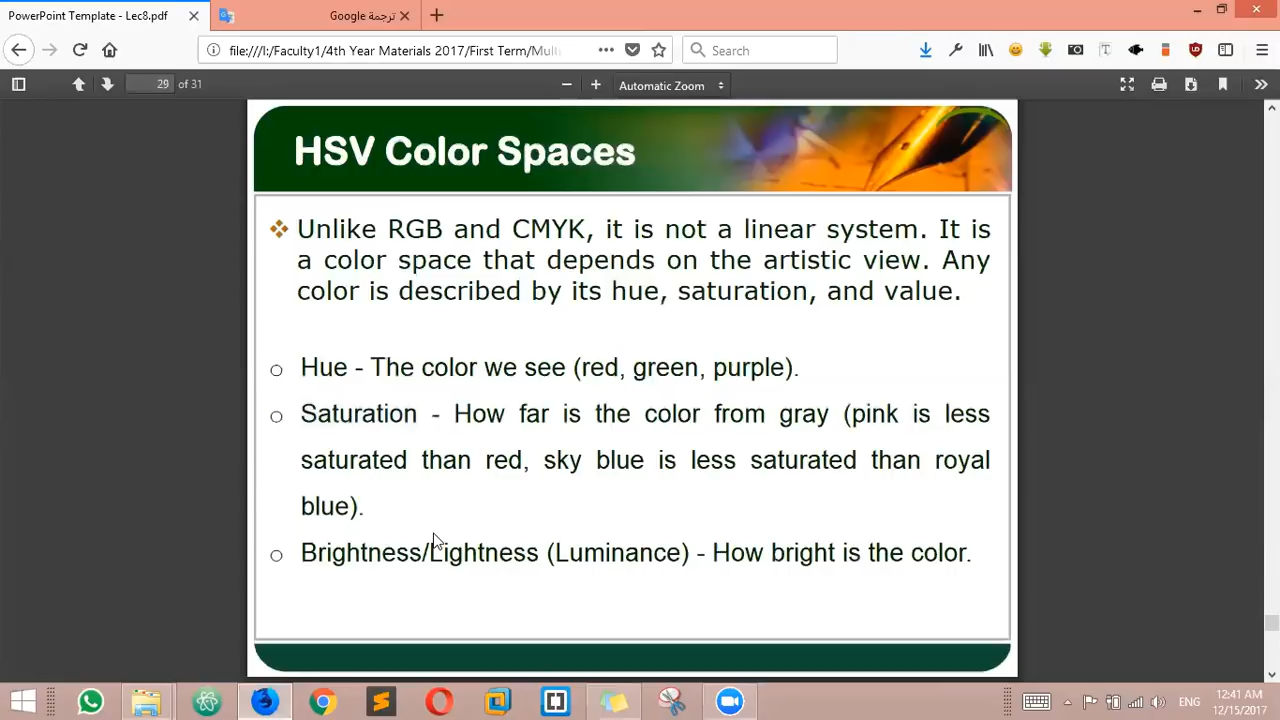 PowerPoint Template - Lec8.pdf
ترجمة Google
file:///I:/Faculty1/4th Year Materials 2017/First Term/Mult
Search
29 of 31
Automatic Zoom
HSV Color Spaces
Unlike RGB and CMYK, it is not a linear system. It is
a color space that depends on the artistic view. Any
color is described by its hue, saturation, and value.
Hue - The color we see (red, green, purple).
Saturation - How far is the color from gray (pink is less
saturated than red, sky blue is less saturated than royal
blue).
Brightness/Lightness (Luminance) - How bright is the color.
ENG
12:41 AM
12/15/2017